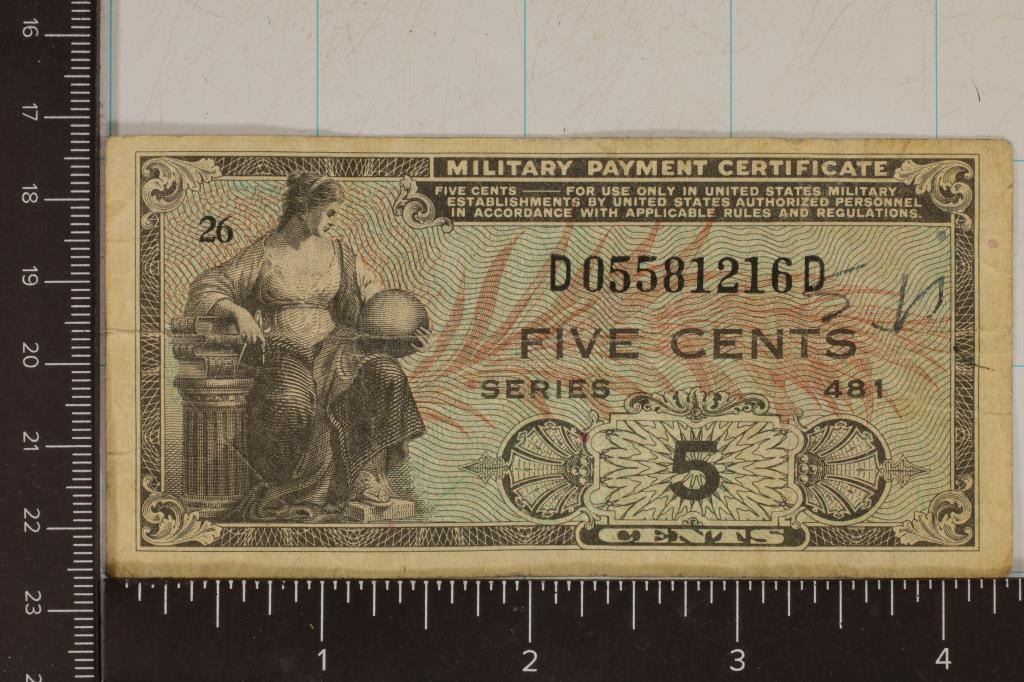 MILITARY PAYMENT CERTIFICATE
FIVE CENTS — FOR USE ONLY IN UNITED STATES MILITARY
ESTABLISHMENTS BY UNITED STATES AUTHORIZED PERSONNEL
IN ACCORDANCE WITH APPLICABLE RULES AND REGULATIONS.
26
D05581216D
FIVE CENTS
SERIES 481
5
CENTS
16
17
18
19
20
21
22
23
1 2 3 4